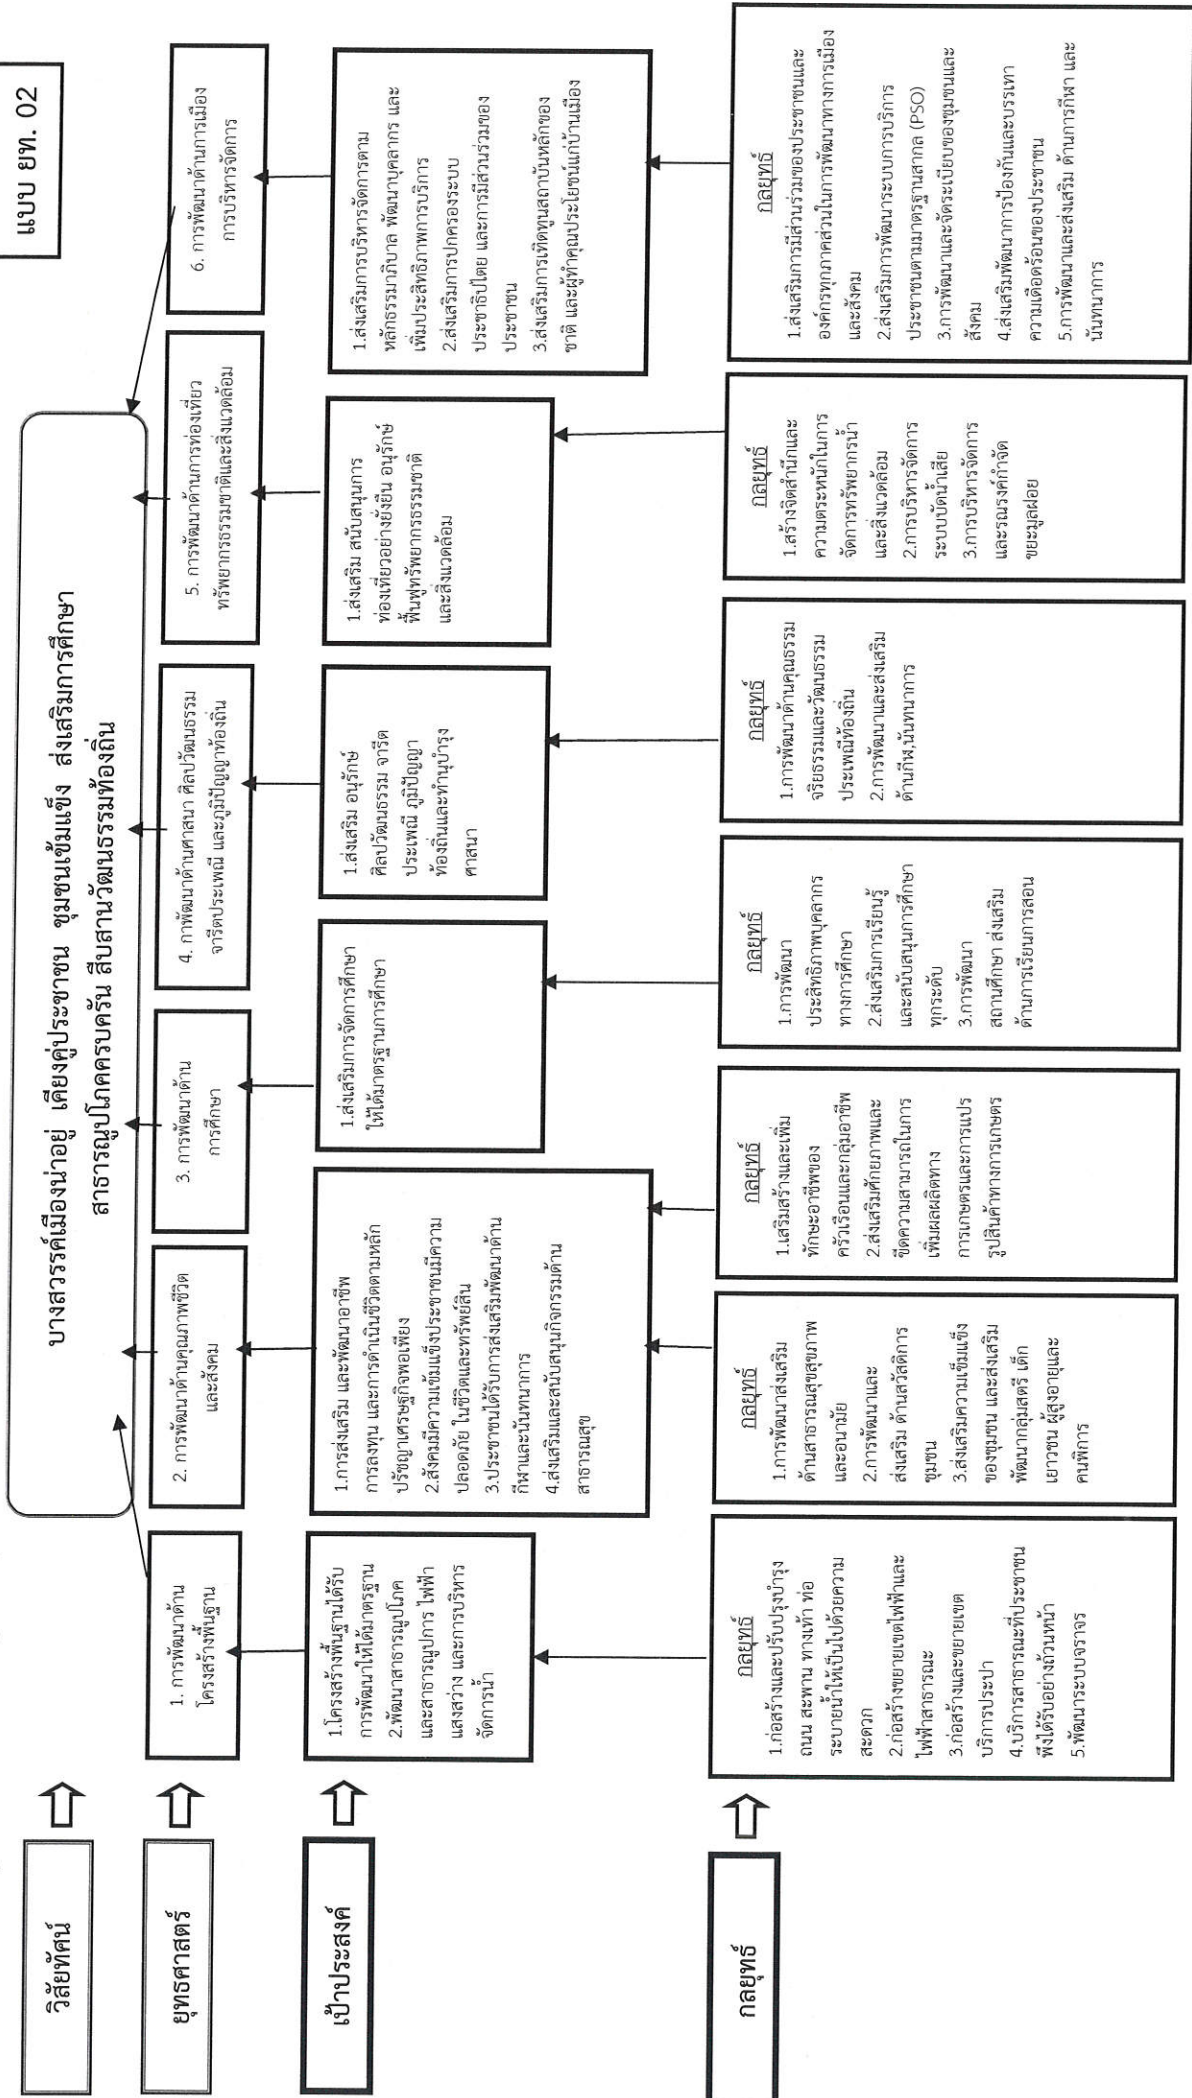 แบบ ยท. 02
วิสัยทัศน์
บางสวรรค์เมืองน่าอยู่ เคียงคู่ประชาชน ชุมชนเข้มแข็ง ส่งเสริมการศึกษา
สาธารณูปโภคครบครัน สืบสานวัฒนธรรมท้องถิ่น
ยุทธศาสตร์
1. การพัฒนาด้าน
โครงสร้างพื้นฐาน
2. การพัฒนาด้านคุณภาพชีวิต
และสังคม
3. การพัฒนาด้าน
การศึกษา
4. กาพัฒนาด้านศาสนา ศิลปวัฒนธรรม
จารีตประเพณี และภูมิปัญญาท้องถิ่น
5. การพัฒนาด้านการท่องเที่ยว
ทรัพยากรธรรมชาติและสิ่งแวดล้อม
6. การพัฒนาด้านการเมือง
การบริหารจัดการ
เป้าประสงค์
1.โครงสร้างพื้นฐานได้รับ
การพัฒนาให้ได้มาตรฐาน
2.พัฒนาสาธารณูปโภค
และสาธารณูปการ ไฟฟ้า
แสงสว่าง และการบริหาร
จัดการน้ำ
1.การส่งเสริม และพัฒนาอาชีพ
การลงทุน และการดำเนินชีวิตตามหลัก
ปรัชญาเศรษฐกิจพอเพียง
2.สังคมมีความเข้มแข็งประชาชนมีความ
ปลอดภัย ในชีวิตและทรัพย์สิน
3.ประชาชนได้รับการส่งเสริมพัฒนาด้าน
กีฬาและนันทนาการ
4.ส่งเสริมและสนับสนุนกิจกรรมด้าน
สาธารณสุข
1.ส่งเสริมการจัดการศึกษา
ให้ได้มาตรฐานการศึกษา
1.ส่งเสริม อนุรักษ์
ศิลปวัฒนธรรม จารีต
ประเพณี ภูมิปัญญา
ท้องถิ่นและทำนุบำรุง
ศาสนา
1.ส่งเสริม สนับสนุนการ
ท่องเที่ยวอย่างยั่งยืน อนุรักษ์
ฟื้นฟูทรัพยากรธรรมชาติ
และสิ่งแวดล้อม
1.ส่งเสริมการบริหารจัดการตาม
หลักธรรมาภิบาล พัฒนาบุคลากร และ
เพิ่มประสิทธิภาพการบริการ
2.ส่งเสริมการปกครองระบบ
ประชาธิปไตย และการมีส่วนร่วมของ
ประชาชน
3.ส่งเสริมการเทิดทูนสถาบันหลักของ
ชาติ และผู้ทำคุณประโยชน์แก่บ้านเมือง
กลยุทธ์
กลยุทธ์
1.ก่อสร้างและปรับปรุงบำรุง
ถนน สะพาน ทางเท้า ท่อ
ระบายน้ำให้เป็นไปด้วยความ
สะดวก
2.ก่อสร้างขยายเขตไฟฟ้าและ
ไฟฟ้าสาธารณะ
3.ก่อสร้างและขยายเขต
บริการประปา
4.บริการสาธารณะที่ประชาชน
พึงได้รับอย่างถ้วนหน้า
5.พัฒนาระบบจราจร
กลยุทธ์
1.การพัฒนาส่งเสริม
ด้านสาธารณสุขสุขภาพ
และอนามัย
2.การพัฒนาและ
ส่งเสริม ด้านสวัสดิการ
ชุมชน
3.ส่งเสริมความเข็มแข็ง
ของชุมชน และส่งเสริม
พัฒนากลุ่มสตรี เด็ก
เยาวชน ผู้สูงอายุและ
คนพิการ
กลยุทธ์
1.เสริมสร้างและเพิ่ม
ทักษะอาชีพของ
ครัวเรือนและกลุ่มอาชีพ
2.ส่งเสริมศักยภาพและ
ขีดความสามารถในการ
เพิ่มผลผลิตทาง
การเกษตรและการแปร
รูปสินค้าทางการเกษตร
กลยุทธ์
1.การพัฒนา
ประสิทธิภาพบุคลากร
ทางการศึกษา
2.ส่งเสริมการเรียนรู้
และสนับสนุนการศึกษา
ทุกระดับ
3.การพัฒนา
สถานศึกษา ส่งเสริม
ด้านการเรียนการสอน
กลยุทธ์
1.การพัฒนาด้านคุณธรรม
จริยธรรมและวัฒนธรรม
ประเพณีท้องถิ่น
2.การพัฒนาและส่งเสริม
ด้านกีฬ,นันทนาการ
กลยุทธ์
1.สร้างจิตสำนึกและ
ความตระหนักในการ
จัดการทรัพยากรน้ำ
และสิ่งแวดล้อม
2.การบริหารจัดการ
ระบบบัดน้ำเสีย
3.การบริหารจัดการ
และรณรงค์กำจัด
ขยะมูลฝอย
กลยุทธ์
1.ส่งเสริมการมีส่วนร่วมของประชาชนและ
องค์กรทุกภาคส่วนในการพัฒนาทางการเมือง
และสังคม
2.ส่งเสริมการพัฒนาระบบการบริการ
ประชาชนตามมาตรฐานสากล (PSO)
3.การพัฒนาและจัดระเบียบของชุมชนและ
สังคม
4.ส่งเสริมพัฒนาการป้องกันและบรรเทา
ความเดือดร้อนของประชาชน
5.การพัฒนาและส่งเสริม ด้านการกีฬา และ
นันทนาการ